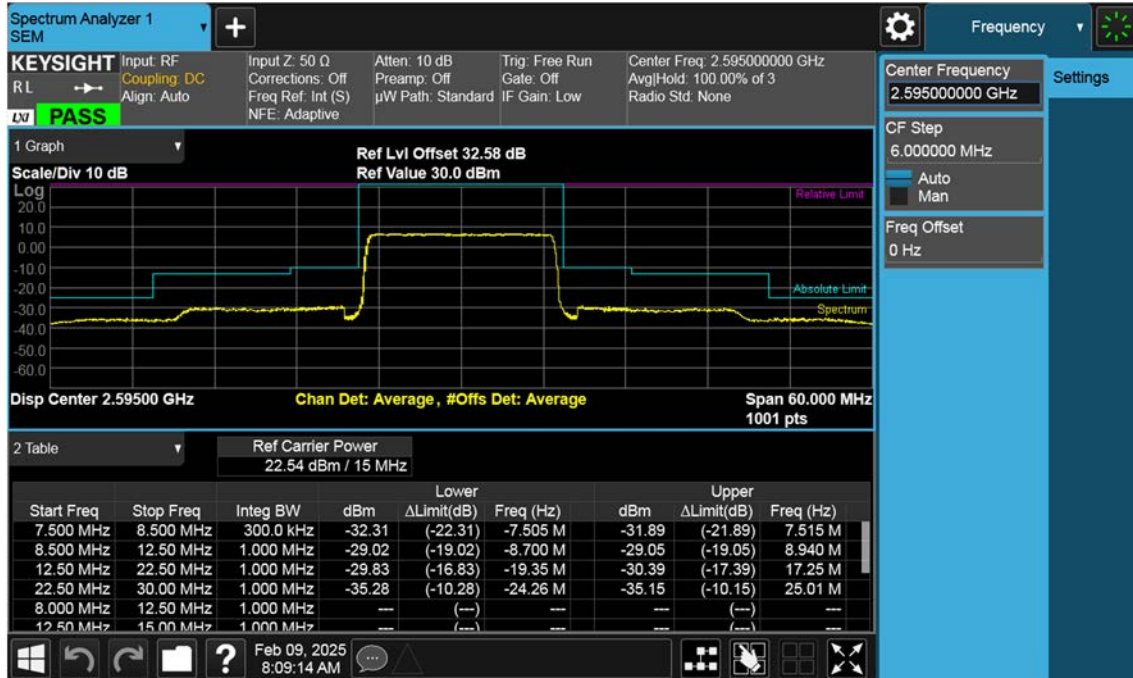 Spectrum Analyzer 1
SEM
Frequency
KEYSIGHT
R L
LXI PASS
Input: RF
Coupling: DC
Align: Auto
Input Z: 50 Ω
Corrections: Off
Freq Ref: Int (S)
NFE: Adaptive
Atten: 10 dB
Preamp: Off
µW Path: Standard
Trig: Free Run
Gate: Off
IF Gain: Low
Center Freq: 2.595000000 GHz
Avg|Hold: 100.00% of 3
Radio Std: None
Center Frequency
2.595000000 GHz
Settings
CF Step
6.000000 MHz
Auto
Man
Freq Offset
0 Hz
1 Graph
Ref Lvl Offset 32.58 dB
Scale/Div 10 dB
Ref Value 30.0 dBm
Log
Relative Limit
20.0
10.0
0.00
-10.0
-20.0
Absolute Limit
-30.0
Spectrum
-40.0
-50.0
-60.0
Disp Center 2.59500 GHz
Chan Det: Average, #Offs Det: Average
Span 60.000 MHz
1001 pts
2 Table
Ref Carrier Power
22.54 dBm / 15 MHz
Lower Upper
Start Freq Stop Freq Integ BW dBm ΔLimit(dB) Freq (Hz) dBm ΔLimit(dB) Freq (Hz)
7.500 MHz 8.500 MHz 300.0 kHz -32.31 (-22.31) -7.505 M -31.89 (-21.89) 7.515 M
8.500 MHz 12.50 MHz 1.000 MHz -29.02 (-19.02) -8.700 M -29.05 (-19.05) 8.940 M
12.50 MHz 22.50 MHz 1.000 MHz -29.83 (-16.83) -19.35 M -30.39 (-17.39) 17.25 M
22.50 MHz 30.00 MHz 1.000 MHz -35.28 (-10.28) -24.26 M -35.15 (-10.15) 25.01 M
8.000 MHz 12.50 MHz 1.000 MHz --- (---) --- --- (---) ---
12.50 MHz 15.00 MHz 1.000 MHz --- (---) --- --- (---) ---
?
Feb 09, 2025
8:09:14 AM